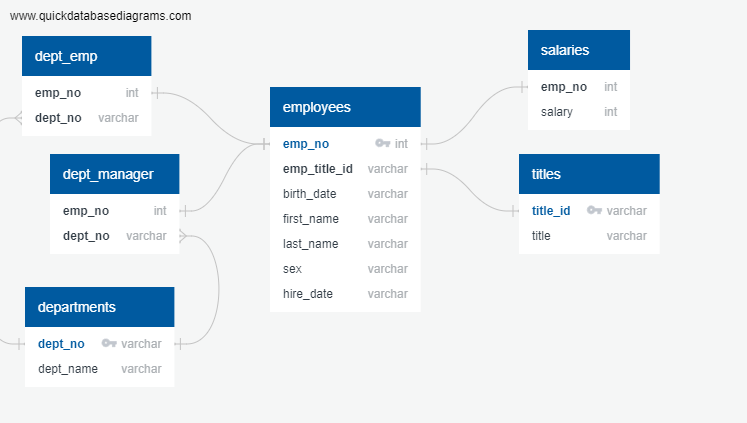 www.quickdatabasediagrams.com
dept_emp
emp_no int
dept_no varchar
dept_manager
emp_no int
dept_no varchar
departments
dept_no varchar
dept_name varchar
employees
emp_no int
emp_title_id varchar
birth_date varchar
first_name varchar
last_name varchar
sex varchar
hire_date varchar
salaries
emp_no int
salary int
titles
title_id varchar
title varchar